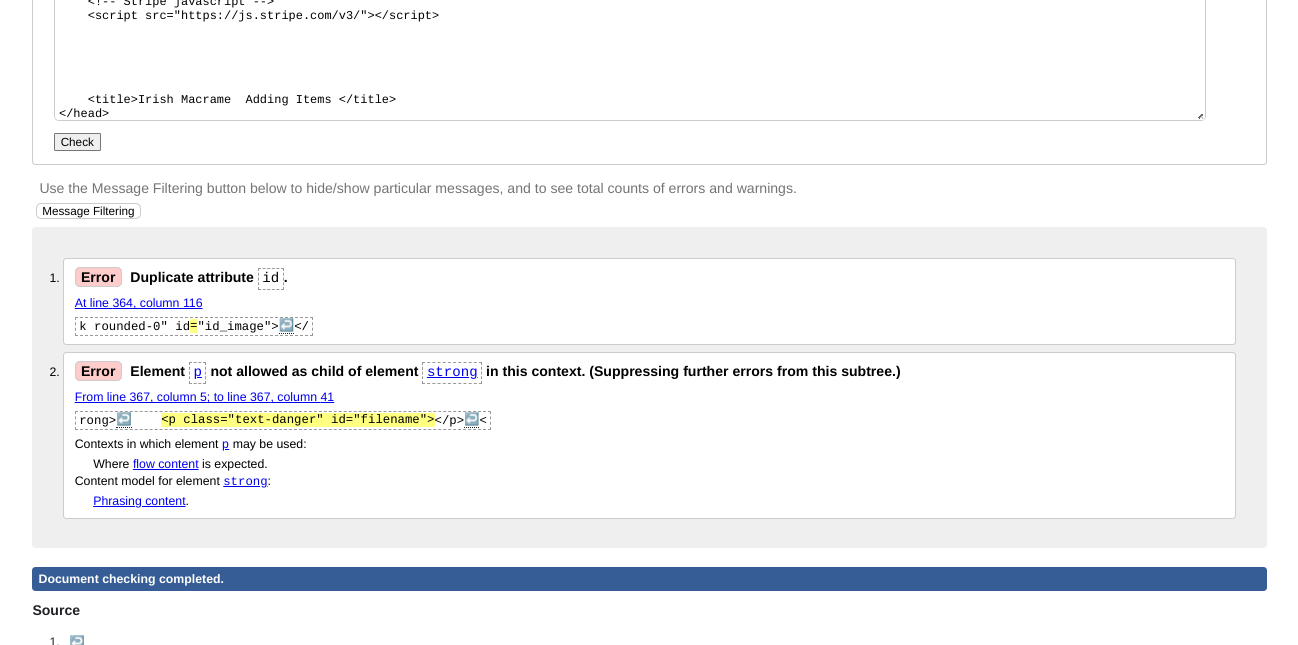 <!-- Stripe javascript -->
<script src="https://js.stripe.com/v3/"></script>
<title>Irish Macrame  Adding Items </title>
</head>
Check
Use the Message Filtering button below to hide/show particular messages, and to see total counts of errors and warnings.
Message Filtering
1. Error Duplicate attribute id.
At line 364, column 116
k rounded-0" id="id_image">↩</
2. Error Element p not allowed as child of element strong in this context. (Suppressing further errors from this subtree.)
From line 367, column 5; to line 367, column 41
rong>↩    <p class="text-danger" id="filename"></p>↩<
Contexts in which element p may be used:
Where flow content is expected.
Content model for element strong:
Phrasing content.
Document checking completed.
Source
1. ↩